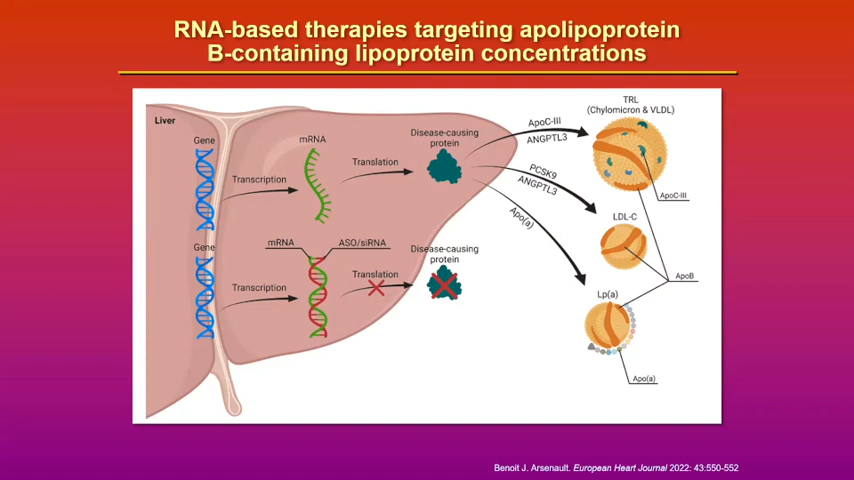 RNA-based therapies targeting apolipoprotein
B-containing lipoprotein concentrations
Liver
Gene
Transcription
mRNA
Translation
Disease-causing
protein
ApoC-III
ANGPTL3
PCSK9
ANGPTL3
Apo(a)
TRL
(Chylomicron & VLDL)
ApoC-III
LDL-C
ApoB
Lp(a)
Apo(a)
Gene
Transcription
mRNA
ASO/siRNA
Translation
Disease-causing
protein
Benoit J. Arsenault. European Heart Journal 2022: 43:550-552